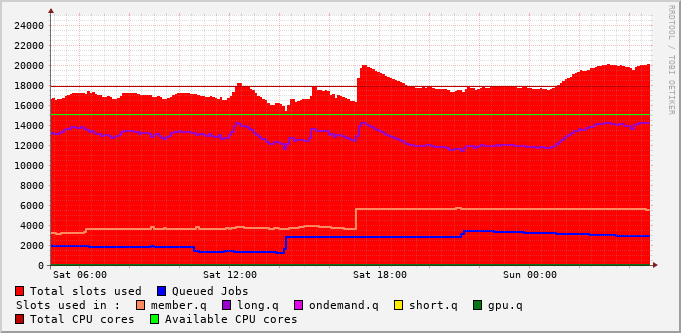 RRDTOOL / TOBI OETIKER
24000
22000
20000
18000
16000
14000
12000
10000
8000
6000
4000
2000
0
Sat 06:00 Sat 12:00 Sat 18:00 Sun 00:00
Total slots used Queued Jobs
Slots used in : member.q long.q ondemand.q short.q gpu.q
Total CPU cores Available CPU cores